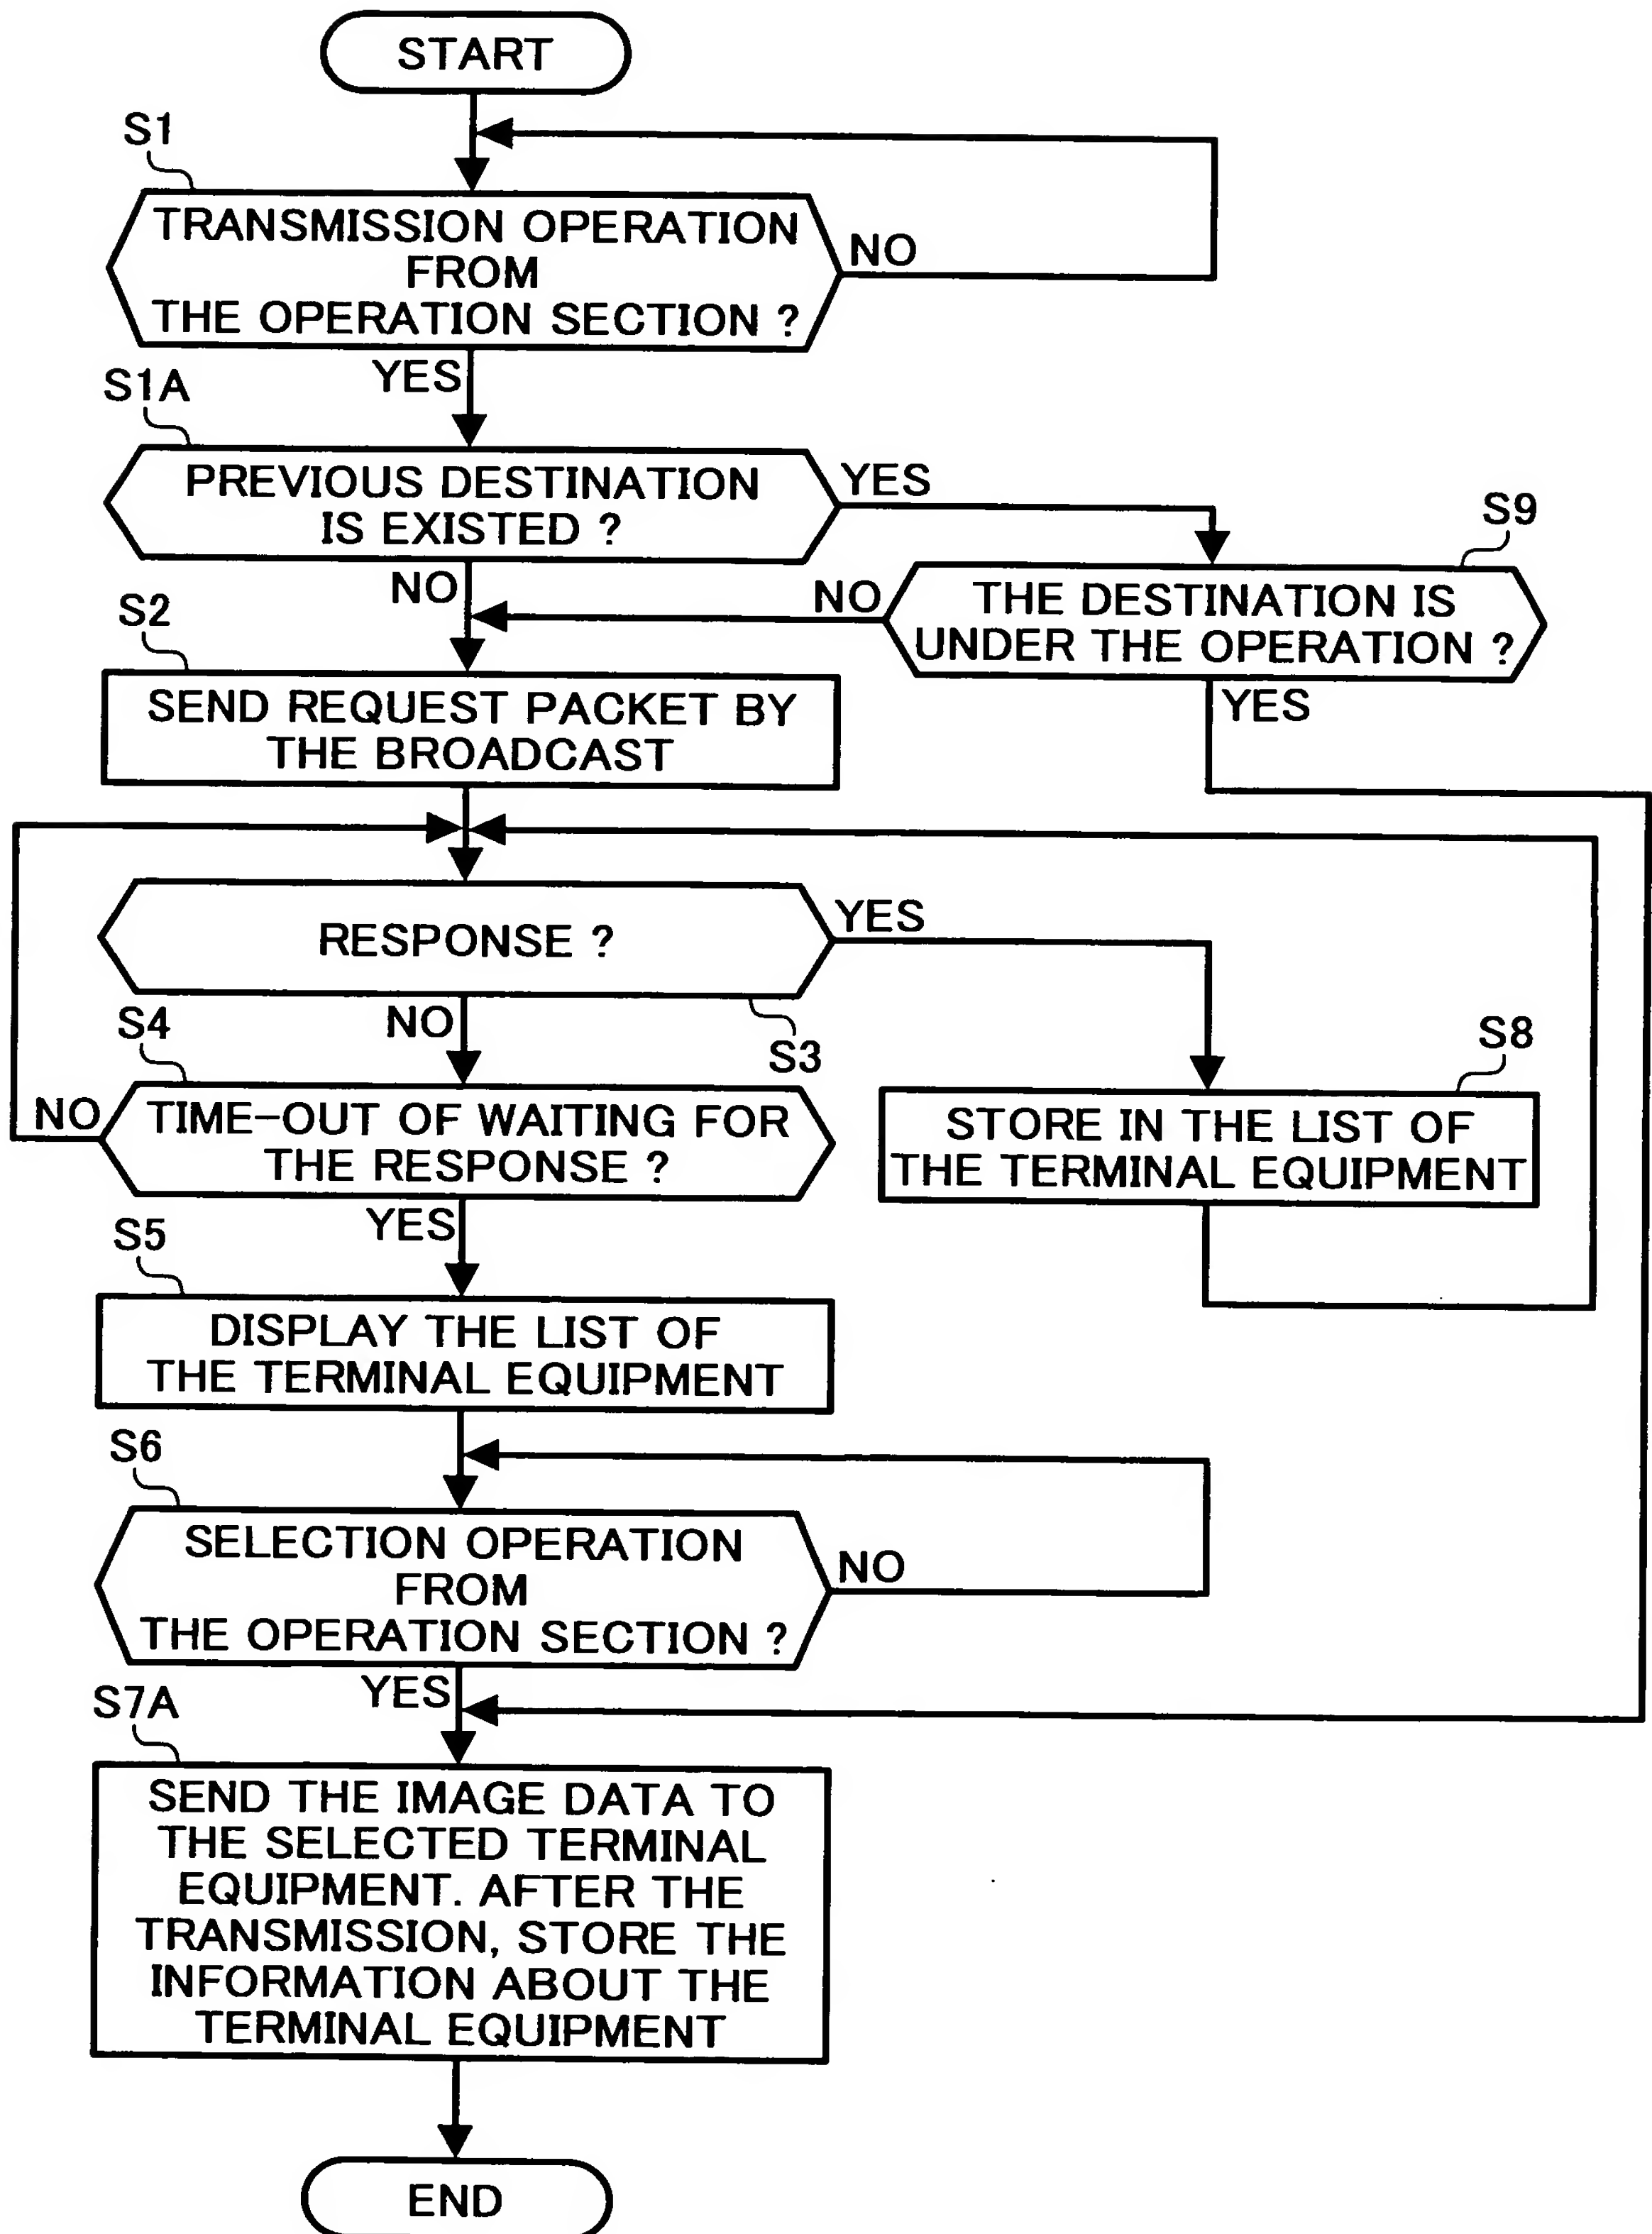 START
S1
TRANSMISSION OPERATION
FROM
THE OPERATION SECTION ?
NO
YES
S1A
PREVIOUS DESTINATION
IS EXISTED ?
YES
NO
S9
THE DESTINATION IS
UNDER THE OPERATION ?
NO
YES
S2
SEND REQUEST PACKET BY
THE BROADCAST
RESPONSE ?
YES
NO
S3
S4
TIME-OUT OF WAITING FOR
THE RESPONSE ?
NO
YES
S8
STORE IN THE LIST OF
THE TERMINAL EQUIPMENT
S5
DISPLAY THE LIST OF
THE TERMINAL EQUIPMENT
S6
SELECTION OPERATION
FROM
THE OPERATION SECTION ?
NO
YES
S7A
SEND THE IMAGE DATA TO
THE SELECTED TERMINAL
EQUIPMENT. AFTER THE
TRANSMISSION, STORE THE
INFORMATION ABOUT THE
TERMINAL EQUIPMENT
END